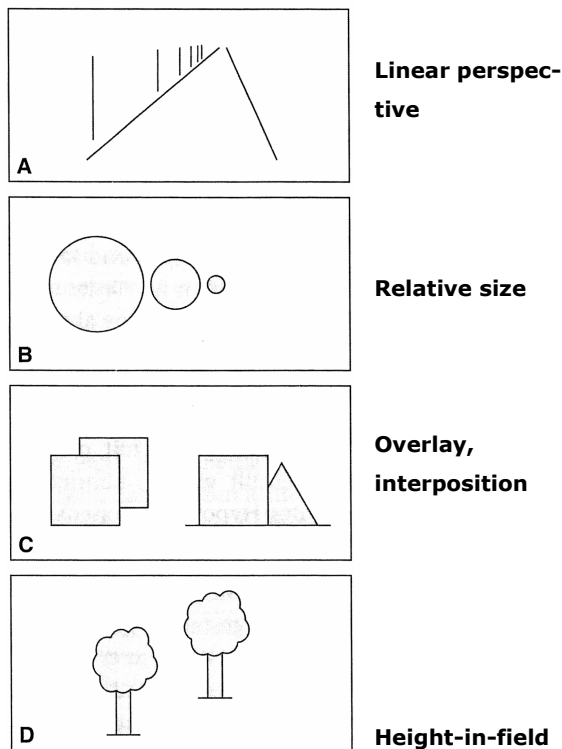 Linear perspec-
tive
A
Relative size
B
Overlay,
interposition
C
D
Height-in-field